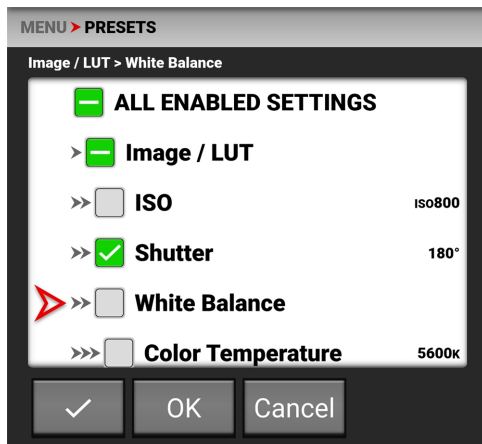 MENU PRESETS
Image / LUT > White Balance
ALL ENABLED SETTINGS
Image / LUT
ISO ISO800
Shutter 180°
White Balance
Color Temperature 5600K
OK Cancel